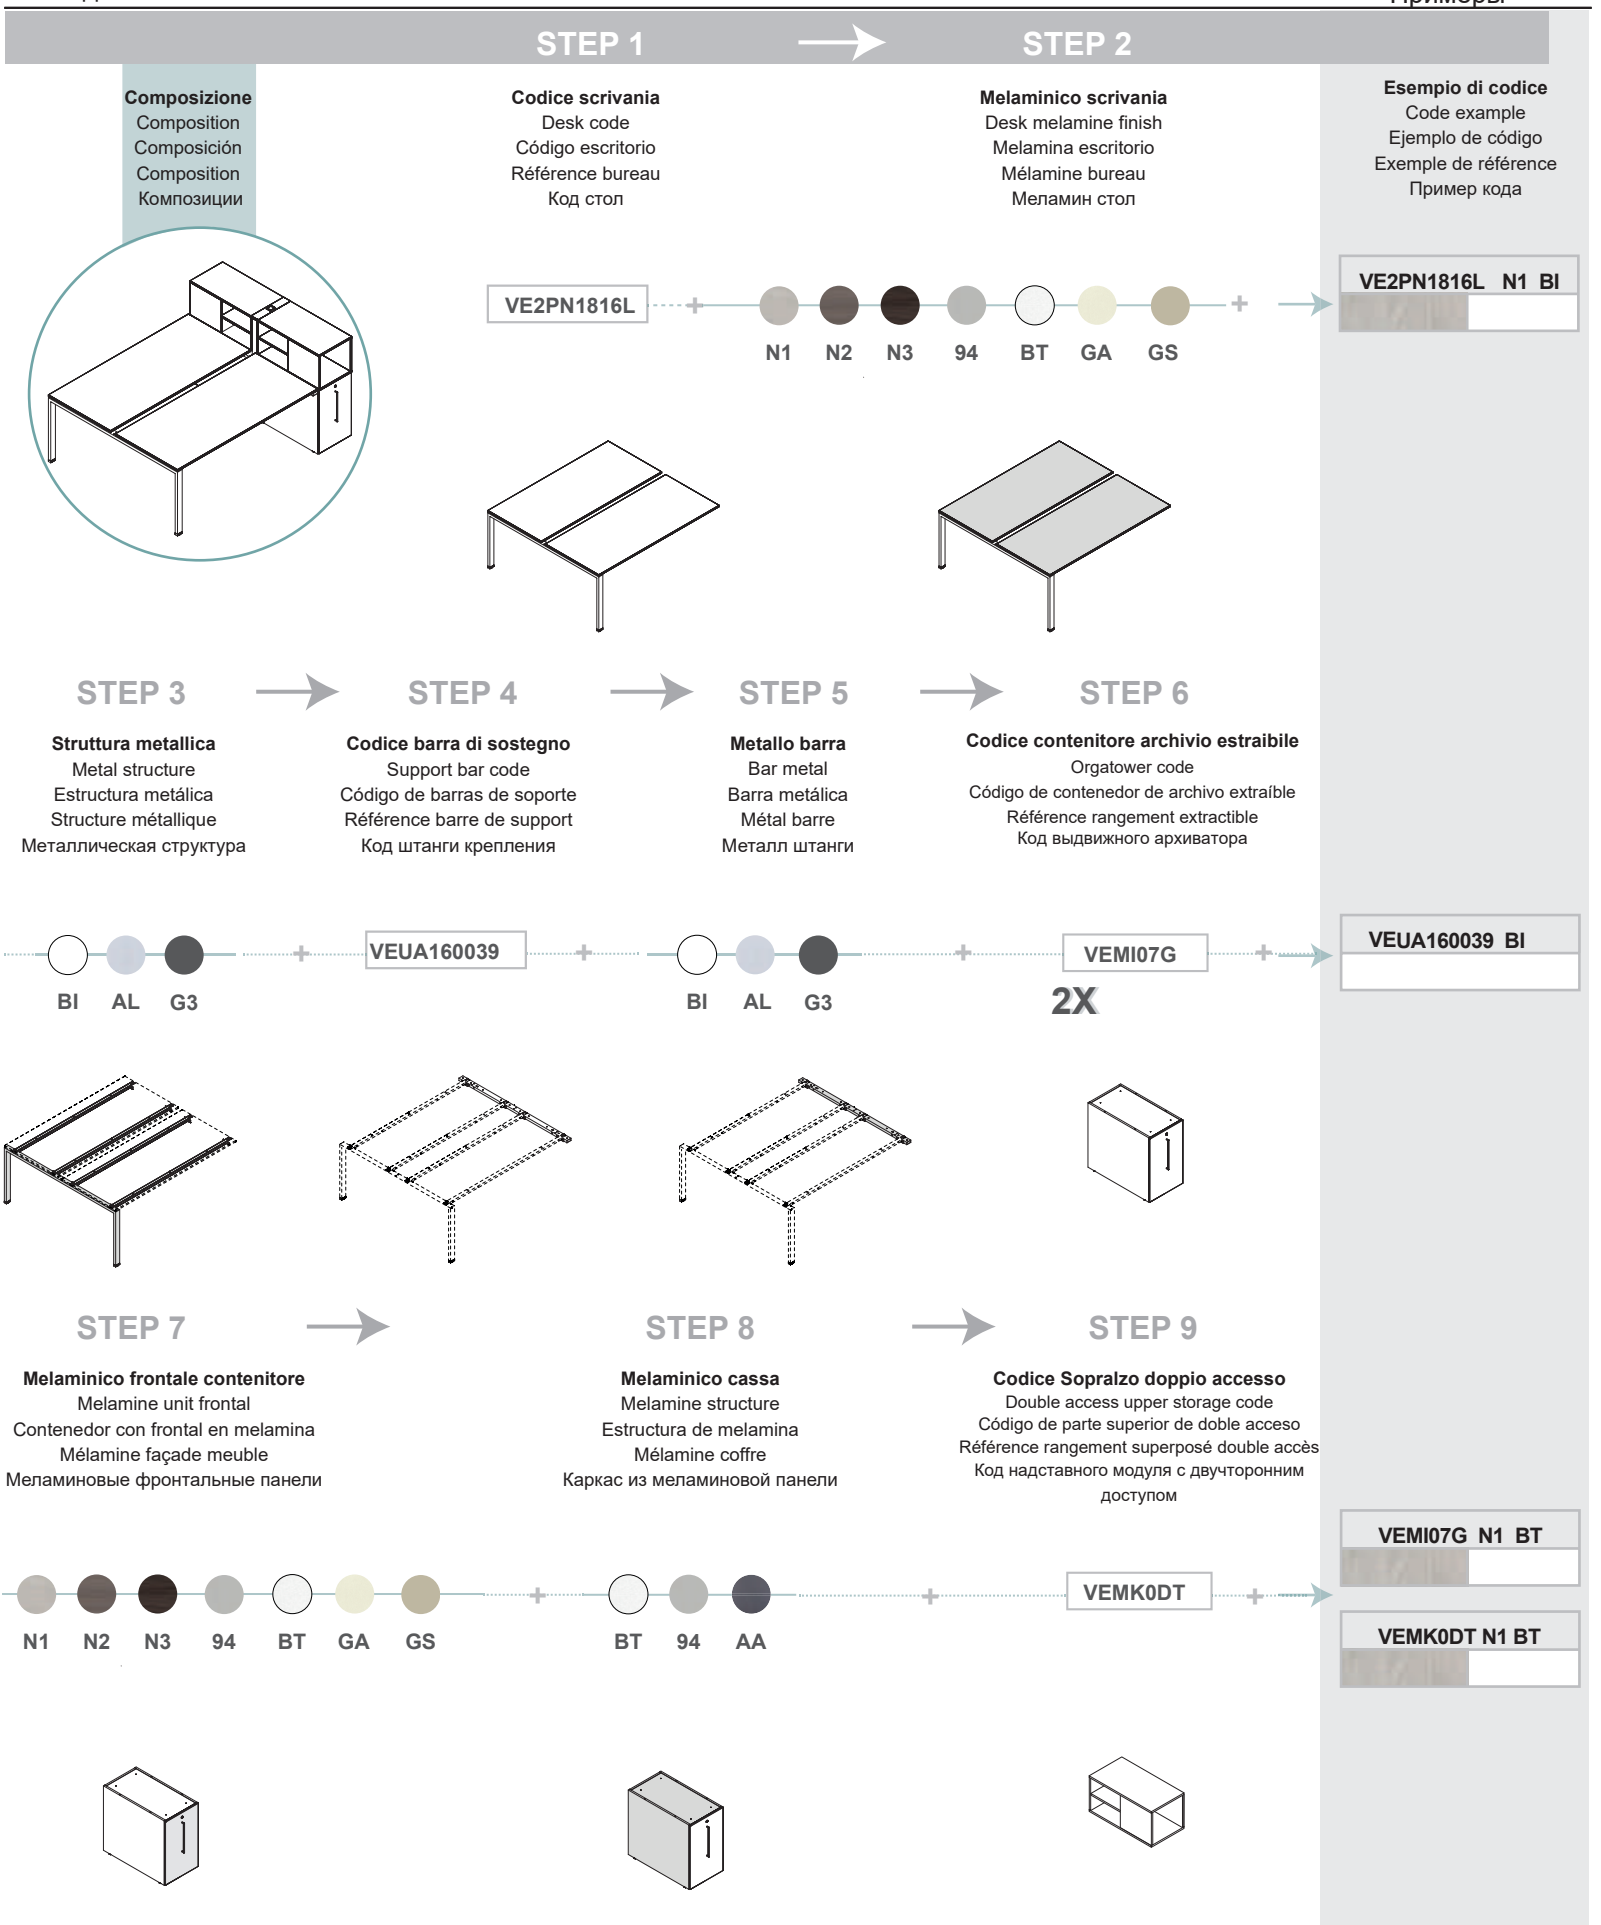 STEP 1
STEP 2
Composizione
Composition
Composición
Composition
Композиции
Codice scrivania
Desk code
Código escritorio
Référence bureau
Код стол
Melaminico scrivania
Desk melamine finish
Melamina escritorio
Mélamine bureau
Меламин стол
Esempio di codice
Code example
Ejemplo de código
Exemple de référence
Пример кода
VE2PN1816L
N1 N2 N3 94 BT GA GS
VE2PN1816L N1 BI
STEP 3
STEP 4
STEP 5
STEP 6
Struttura metallica
Metal structure
Estructura metálica
Structure métallique
Металлическая структура
Codice barra di sostegno
Support bar code
Código de barras de soporte
Référence barre de support
Код штанги крепления
Metallo barra
Bar metal
Barra metálica
Métal barre
Металл штанги
Codice contenitore archivio estraibile
Orgatower code
Código de contenedor de archivo extraíble
Référence rangement extractible
Код выдвижного архиватора
BI AL G3
VEUA160039
BI AL G3
VEMI07G
2X
VEUA160039 BI
STEP 7
STEP 8
STEP 9
Melaminico frontale contenitore
Melamine unit frontal
Contenedor con frontal en melamina
Mélamine façade meuble
Меламиновые фронтальные панели
Melaminico cassa
Melamine structure
Estructura de melamina
Mélamine coffre
Каркас из меламиновой панели
Codice Sopralzo doppio accesso
Double access upper storage code
Código de parte superior de doble acceso
Référence rangement superposé double accès
Код надставного модуля с двучторонним
доступом
N1 N2 N3 94 BT GA GS
BT 94 AA
VEMK0DT
VEMI07G N1 BT
VEMK0DT N1 BT